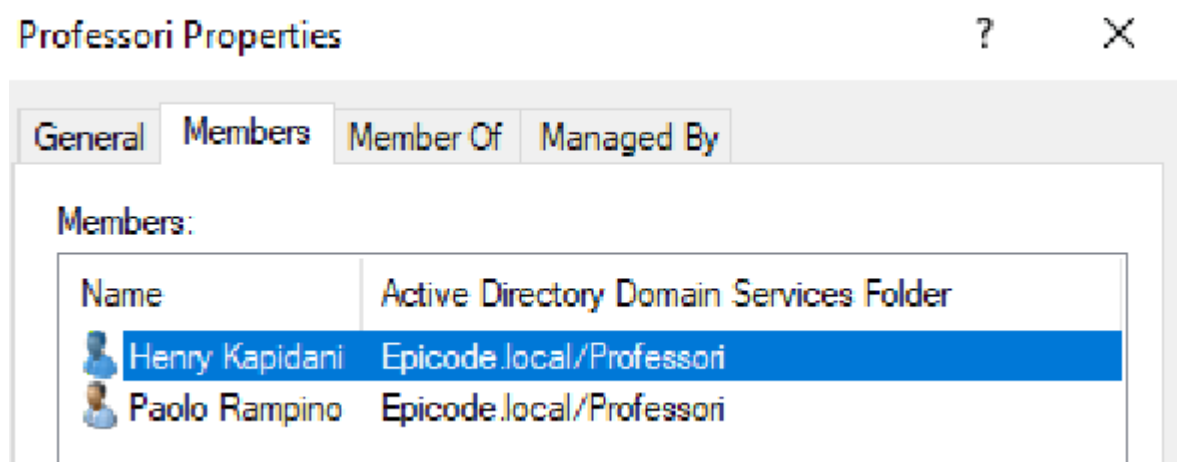 Professori Properties ? ×
General Members Member Of Managed By
Members:
Name Active Directory Domain Services Folder
Henry Kapidani Epicode.local/Professori
Paolo Rampino Epicode.local/Professori